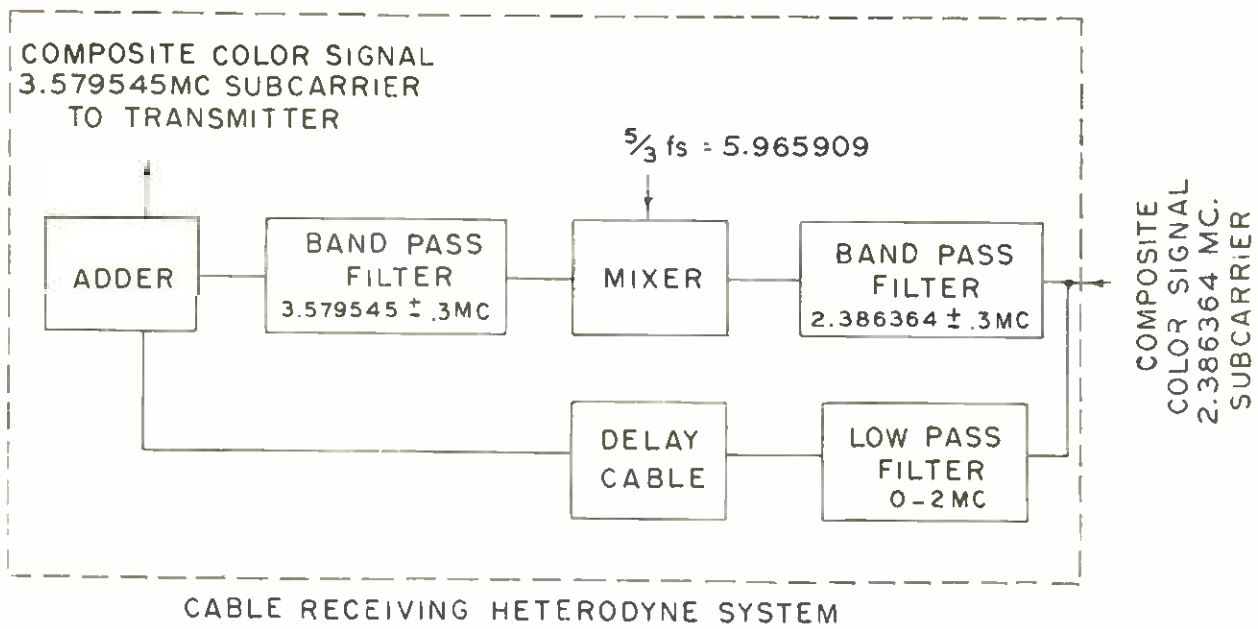 COMPOSITE COLOR SIGNAL
3.579545MC SUBCARRIER
TO TRANSMITTER
5/3 fs = 5.965909
ADDER
BAND PASS
FILTER
3.579545 ± .3MC
MIXER
BAND PASS
FILTER
2.386364 ± .3MC
COMPOSITE
COLOR SIGNAL
2.386364 MC.
SUBCARRIER
DELAY
CABLE
LOW PASS
FILTER
0-2MC
CABLE RECEIVING HETERODYNE SYSTEM